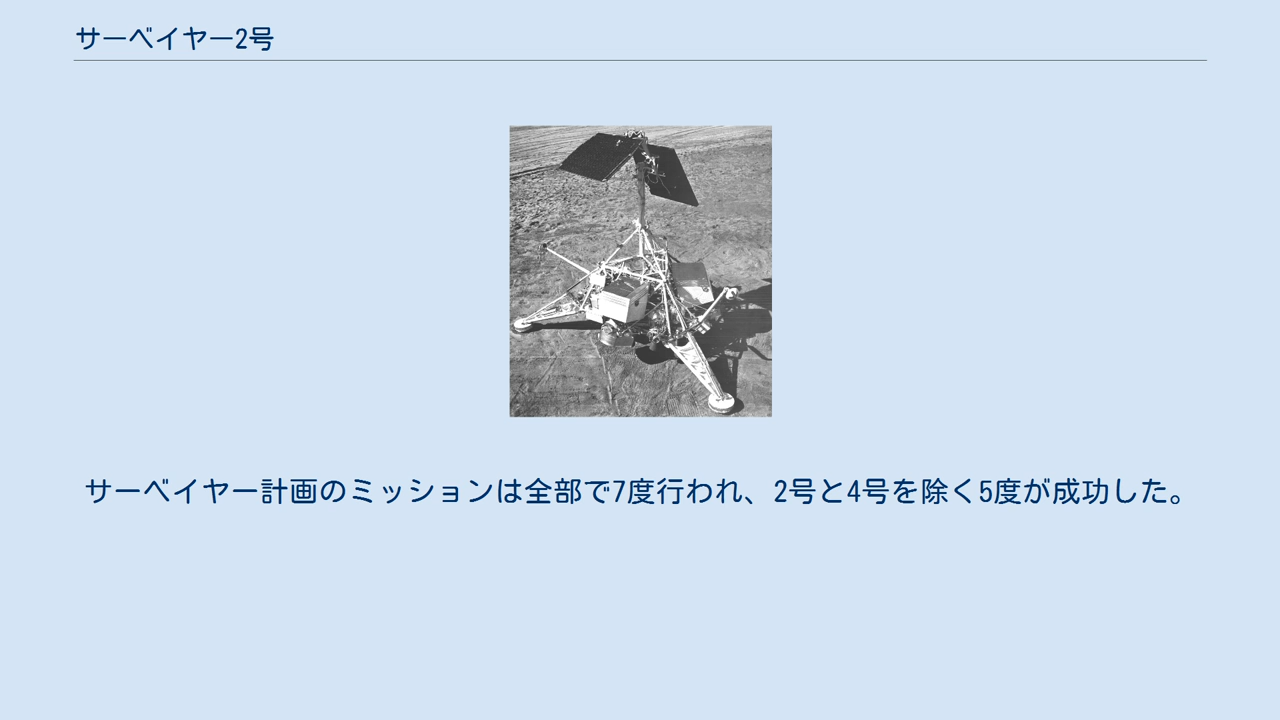 サーベイヤー2号
サーベイヤー計画のミッションは全部で7度行われ、2号と4号を除く5度が成功した。